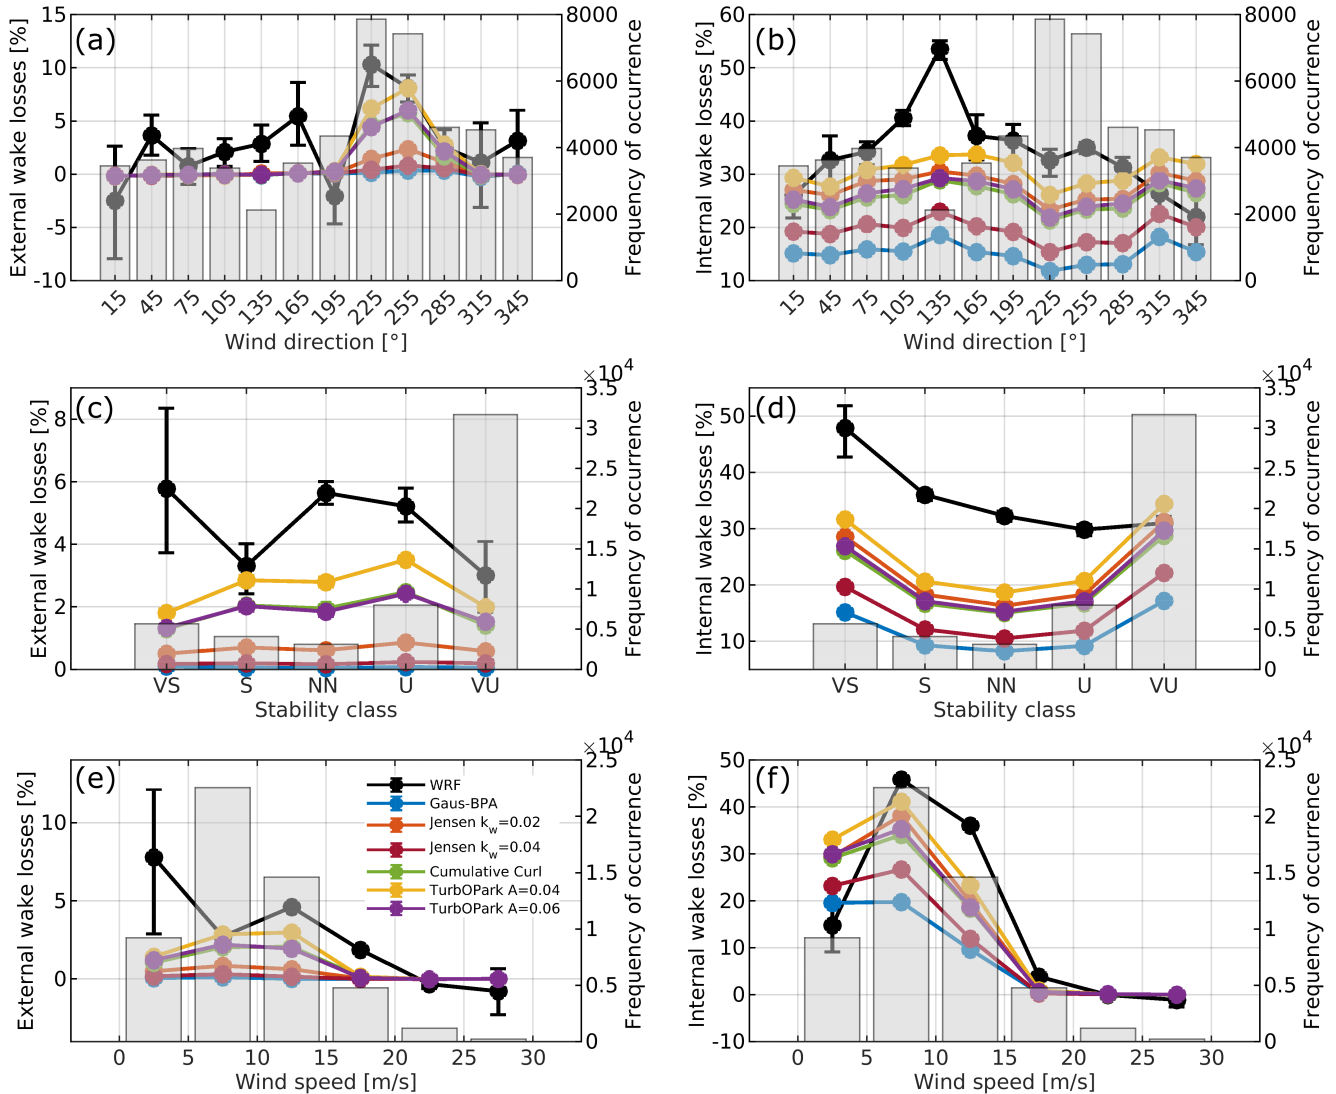 (a)
External wake losses [%]
15
10
5
0
-5
-10
8000
6000
4000
2000
0
Frequency of occurrence
15 45 75 105 135 165 195 225 255 285 315 345
Wind direction [°]
(b)
Internal wake losses [%]
60
50
40
30
20
10
8000
6000
4000
2000
0
Frequency of occurrence
15 45 75 105 135 165 195 225 255 285 315 345
Wind direction [°]
(c)
External wake losses [%]
8
6
4
2
0
×10⁴
3.5
3
2.5
2
1.5
1
0.5
0
Frequency of occurrence
VS S NN U VU
Stability class
(d)
Internal wake losses [%]
50
40
30
20
10
×10⁴
3.5
3
2.5
2
1.5
1
0.5
0
Frequency of occurrence
VS S NN U VU
Stability class
(e)
External wake losses [%]
10
5
0
WRF
Gaus-BPA
Jensen k_w=0.02
Jensen k_w=0.04
Cumulative Curl
TurbOPark A=0.04
TurbOPark A=0.06
×10⁴
2.5
2
1.5
1
0.5
0
Frequency of occurrence
0 5 10 15 20 25 30
Wind speed [m/s]
(f)
Internal wake losses [%]
50
40
30
20
10
0
-10
×10⁴
2.5
2
1.5
1
0.5
0
Frequency of occurrence
0 5 10 15 20 25 30
Wind speed [m/s]